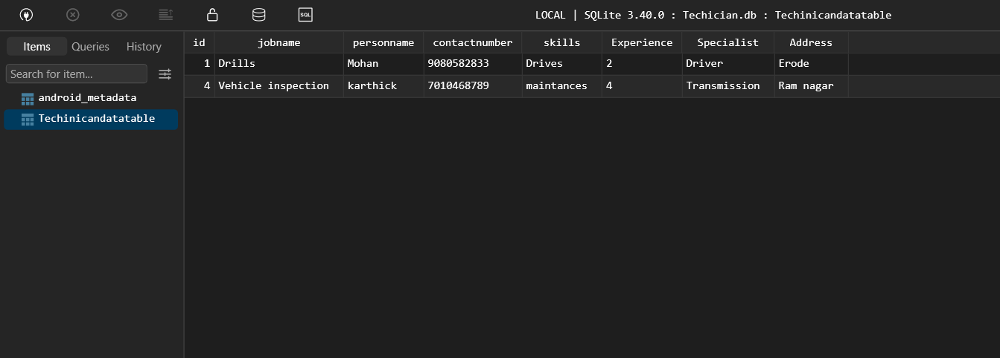 SQL
LOCAL | SQLite 3.40.0 : Techician.db : Techinicandatatable
Items Queries History
Search for item...
android_metadata
Techinicandatatable
id jobname personname contactnumber skills Experience Specialist Address
1 Drills Mohan 9080582833 Drives 2 Driver Erode
4 Vehicle inspection karthick 7010468789 maintances 4 Transmission Ram nagar